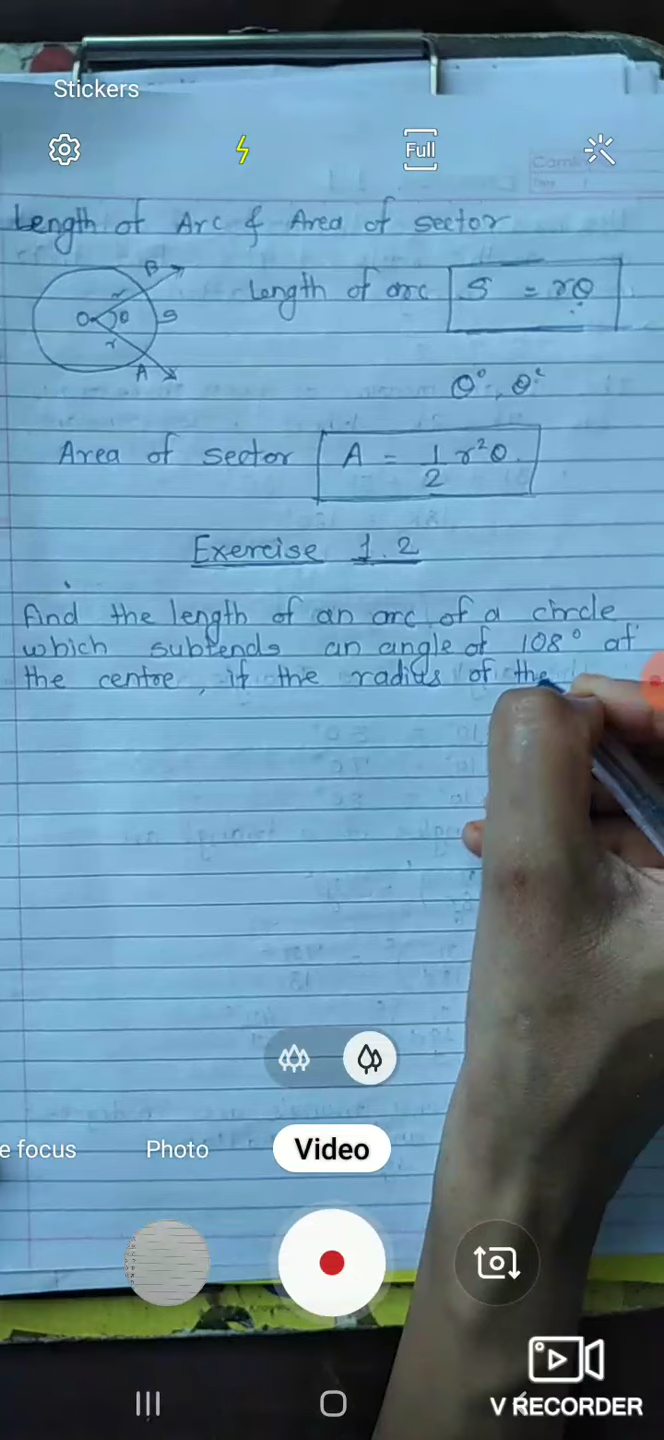 Stickers
Full
Length of Arc & Area of sector
B
Length of arc S = rθ
O θ S
r
r
A
θ°, θᶜ
Area of sector A = 1/2 r²θ
Exercise 1.2
Find the length of an arc of a circle
which subtends an angle of 108° at
the centre, if the radius of the
e focus Photo Video
V RECORDER